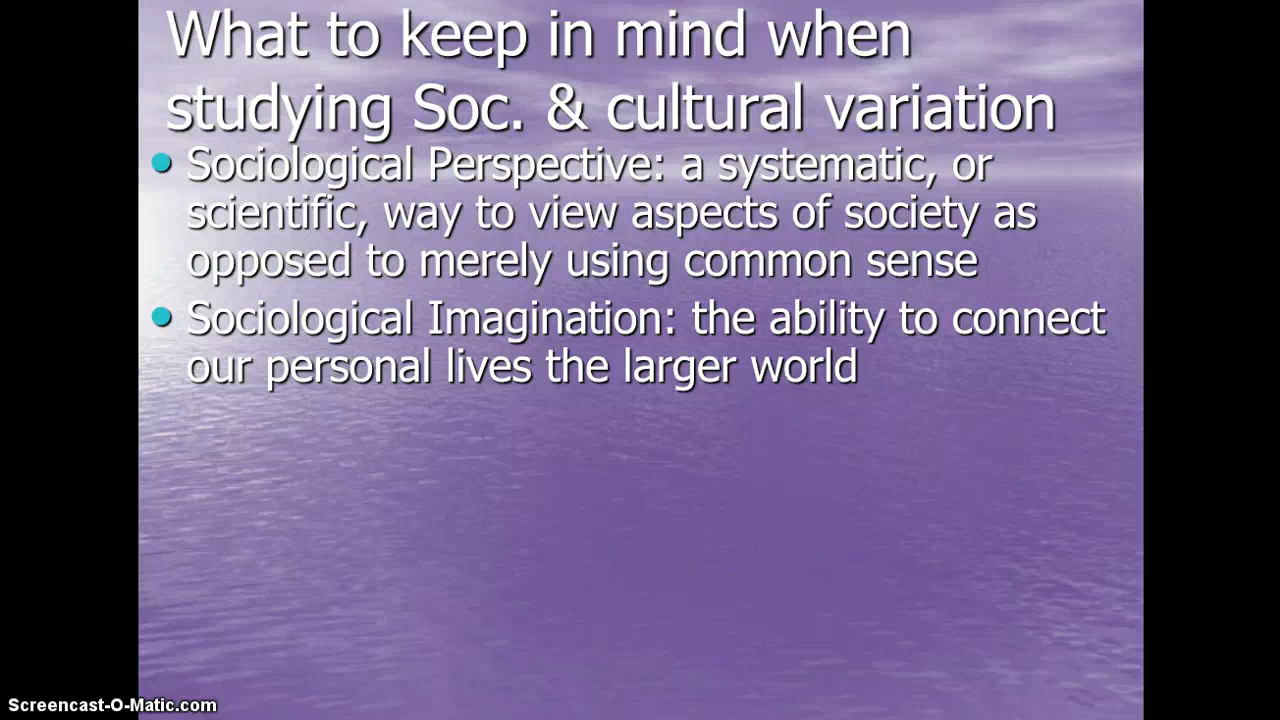 What to keep in mind when
studying Soc. & cultural variation
Sociological Perspective: a systematic, or
scientific, way to view aspects of society as
opposed to merely using common sense
Sociological Imagination: the ability to connect
our personal lives the larger world
Screencast-O-Matic.com